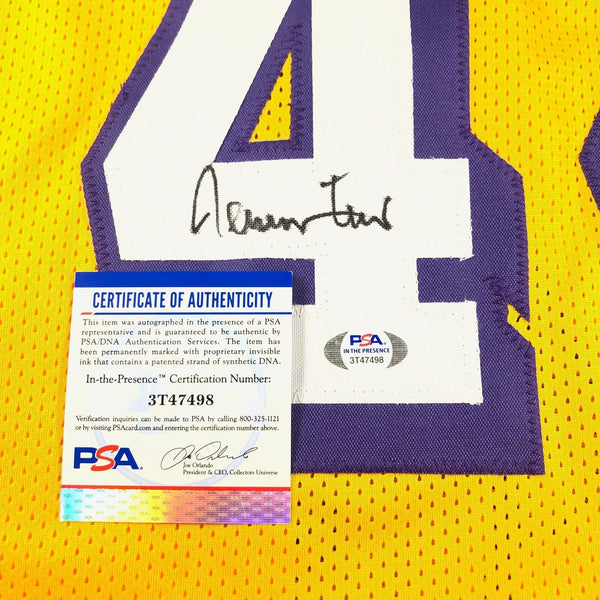 4
CERTIFICATE OF AUTHENTICITY
This item was autographed in the presence of a PSA
representative and is guaranteed to be authentic by
PSA/DNA Authentication Services. The item has
been permanently marked with proprietary invisible
ink that contains a patented strand of synthetic DNA.
In-the-Presence™ Certification Number:
3T47498
Verification inquiries can be made to PSA by calling 800-325-1121
or by visiting PSAcard.com and entering the certification number.
PSA
Joe Orlando
President & CEO, Collectors Universe
PSA
IN THE PRESENCE
3T47498